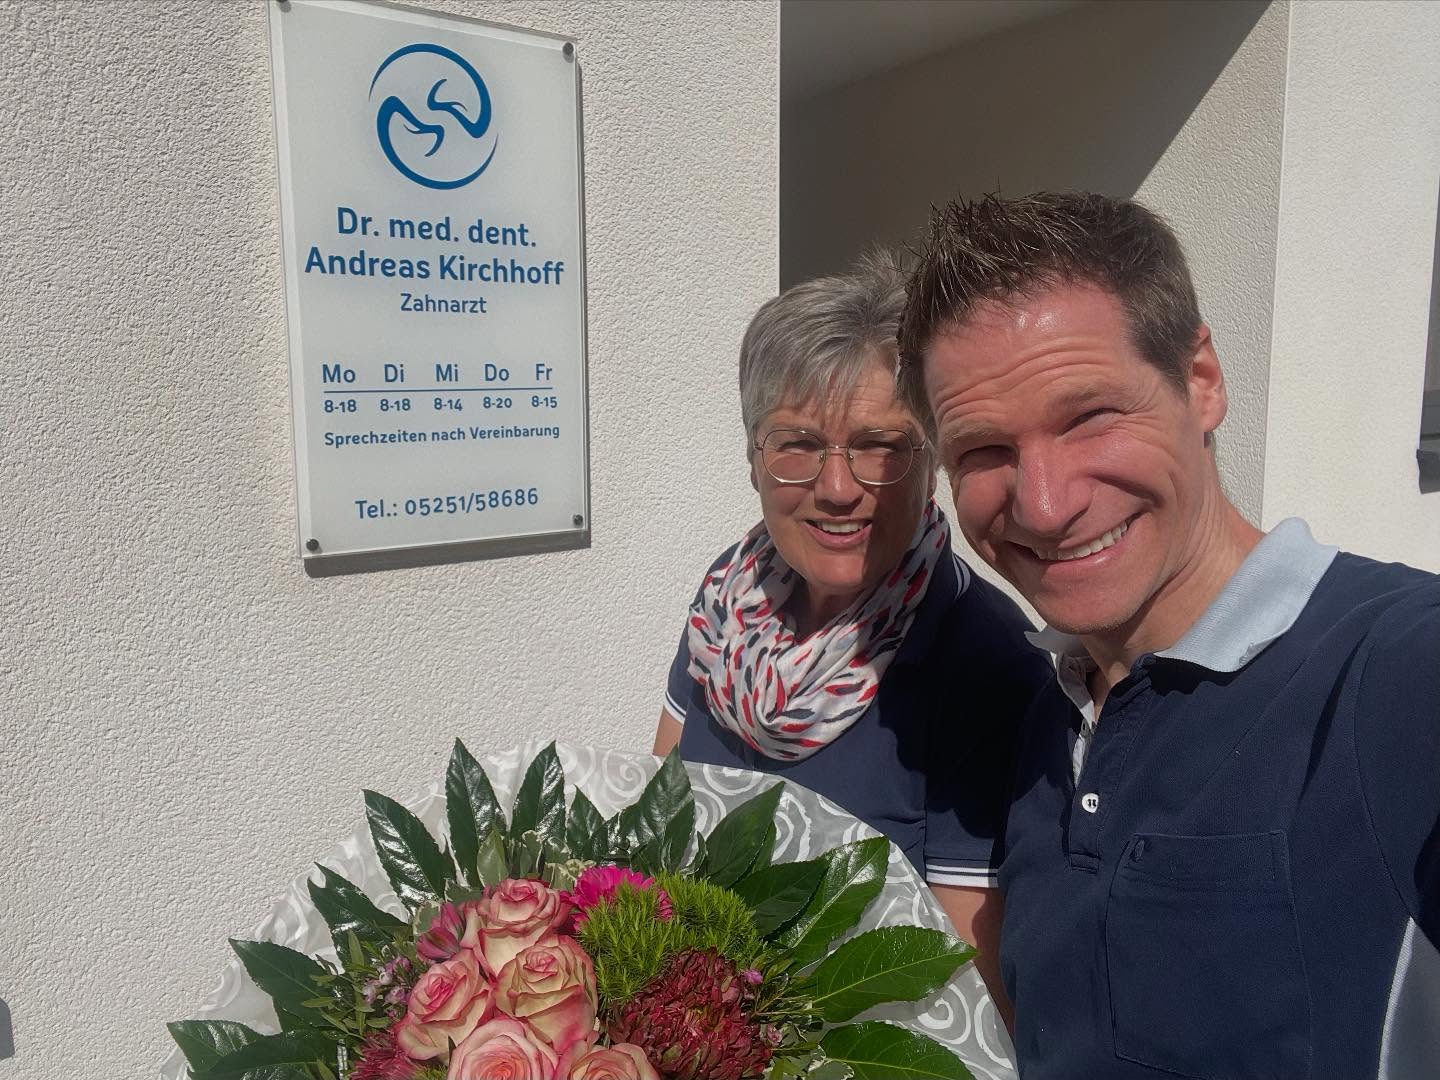 Dr. med. dent.
Andreas Kirchhoff
Zahnarzt
Mo Di Mi Do Fr
8-18 8-18 8-14 8-20 8-15
Sprechzeiten nach Vereinbarung
Tel.: 05251/58686